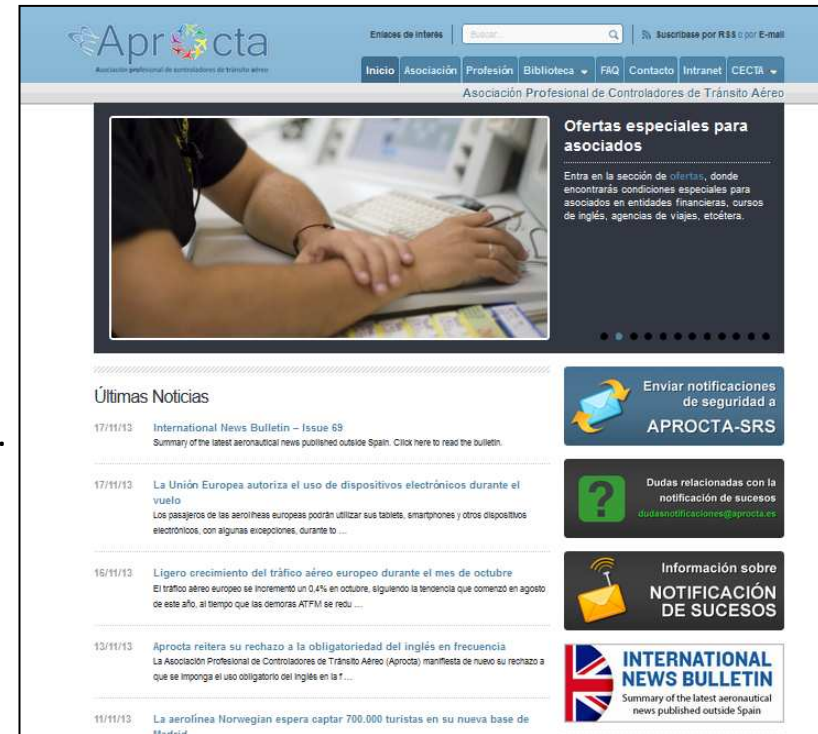 Aprocta
Asociación profesional de controladores de tránsito aéreo
Enlaces de interés
Buscar...
Suscríbase por RSS o por E-mail
Inicio Asociación Profesión Biblioteca FAQ Contacto Intranet CECTA
Asociación Profesional de Controladores de Tránsito Aéreo
Ofertas especiales para
asociados
Entra en la sección de ofertas, donde
encontrarás condiciones especiales para
asociados en entidades financieras, cursos
de inglés, agencias de viajes, etcétera.
Últimas Noticias
17/11/13 International News Bulletin – Issue 69
Summary of the latest aeronautical news published outside Spain. Click here to read the bulletin.
17/11/13 La Unión Europea autoriza el uso de dispositivos electrónicos durante el
vuelo
Los pasajeros de las aerolíneas europeas podrán utilizar sus tablets, smartphones y otros dispositivos
electrónicos, con algunas excepciones, durante to ...
16/11/13 Ligero crecimiento del tráfico aéreo europeo durante el mes de octubre
El tráfico aéreo europeo se incrementó un 0,4% en octubre, siguiendo la tendencia que comenzó en agosto
de este año, al tiempo que las demoras ATFM se redu ...
13/11/13 Aprocta reitera su rechazo a la obligatoriedad del inglés en frecuencia
La Asociación Profesional de Controladores de Tránsito Aéreo (Aprocta) manifiesta de nuevo su rechazo a
que se imponga el uso obligatorio del inglés en la f ...
11/11/13 La aerolínea Norwegian espera captar 700.000 turistas en su nueva base de
Madrid
Enviar notificaciones
de seguridad a
APROCTA-SRS
Dudas relacionadas con la
notificación de sucesos
dudasnotificaciones@aprocta.es
Información sobre
NOTIFICACIÓN
DE SUCESOS
INTERNATIONAL
NEWS BULLETIN
Summary of the latest aeronautical
news published outside Spain